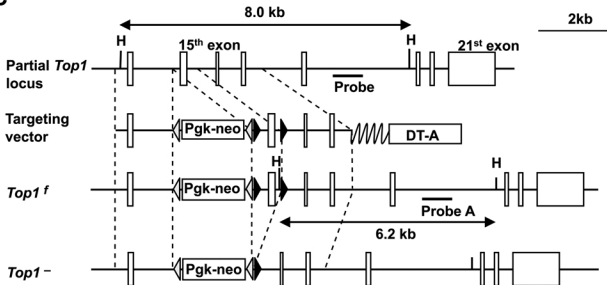 8.0 kb
2kb
H
15th exon
H
21st exon
Partial Top1
locus
Probe
Targeting
vector
Pgk-neo
DT-A
H
H
Top1 f
Pgk-neo
Probe A
6.2 kb
Top1 –
Pgk-neo